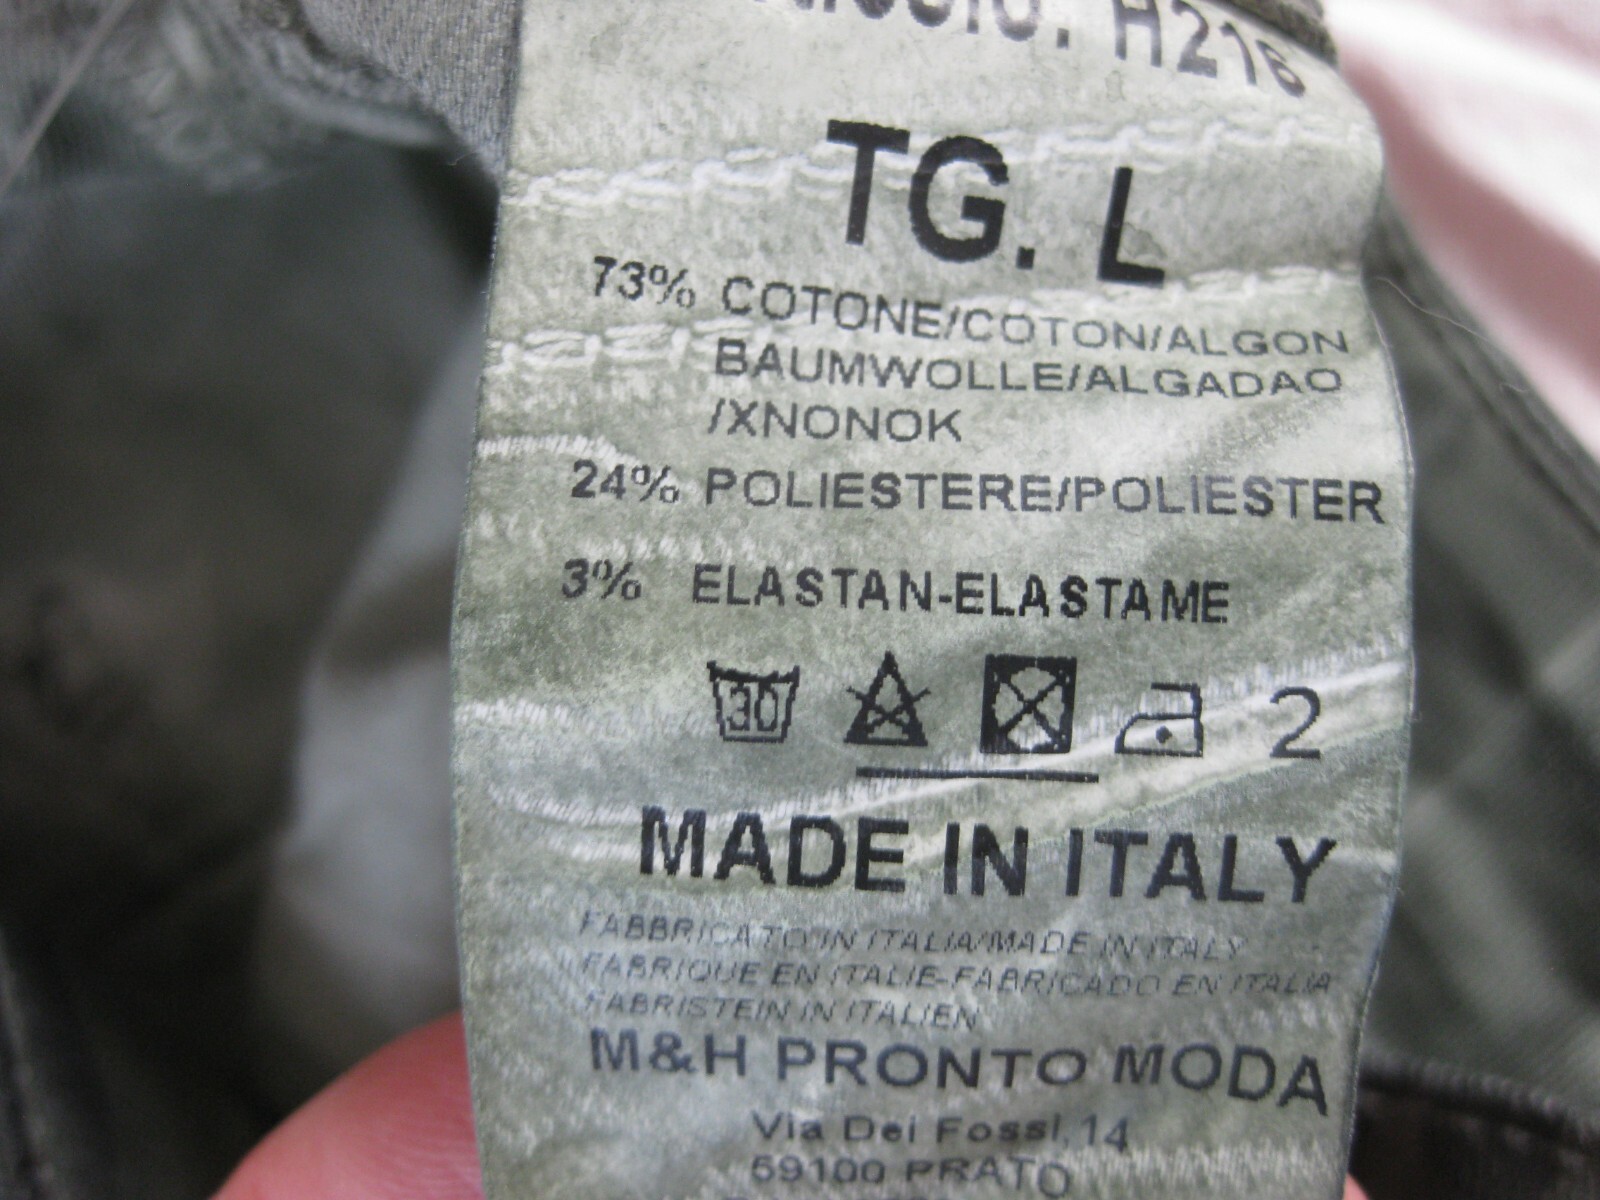 H216
TG. L
73% COTONE/COTON/ALGON
BAUMWOLLE/ALGADAO
/XNONOK
24% POLIESTERE/POLIESTER
3% ELASTAN-ELASTAME
30 2
MADE IN ITALY
FABBRICATO IN ITALIA/MADE IN ITALY
FABRIQUE EN ITALIE-FABRICADO EN ITALIA
FABRISTEIN IN ITALIEN
M&H PRONTO MODA
Via Dei Fossi,14
59100 PRATO